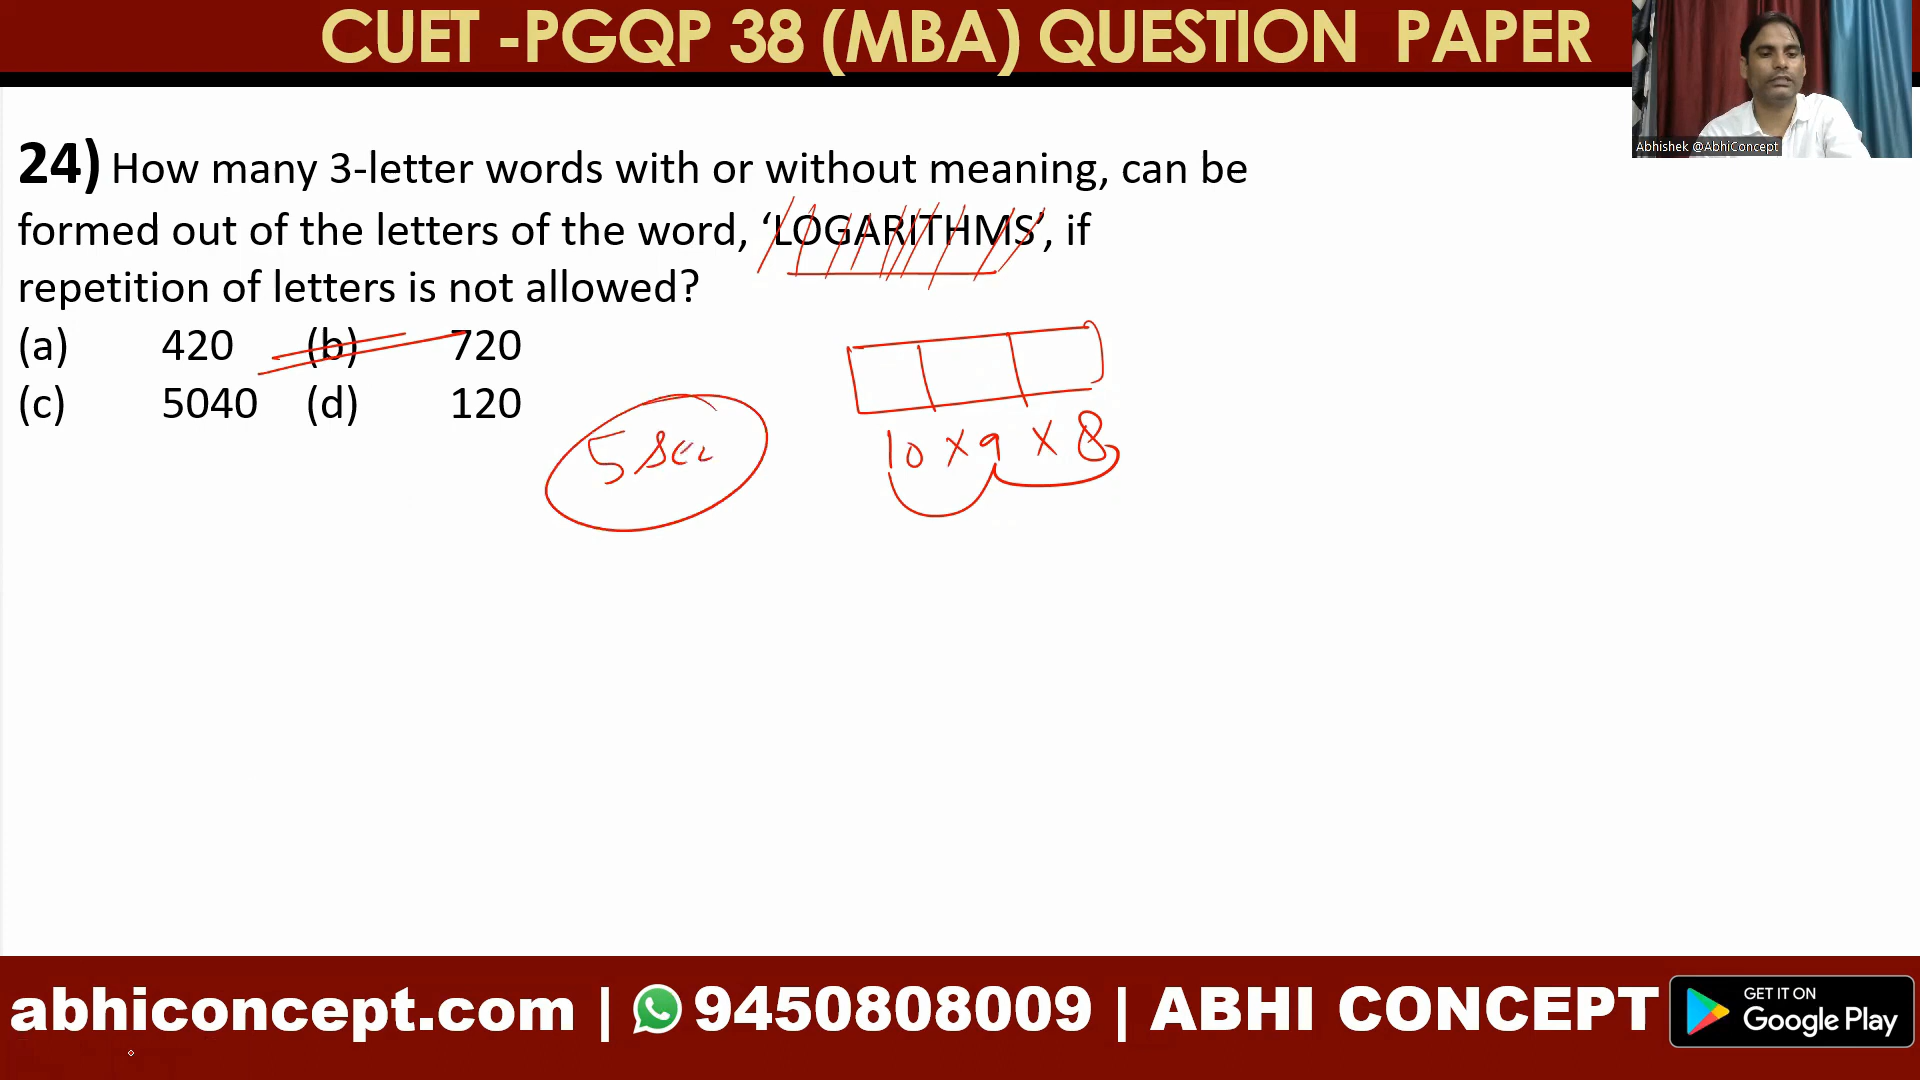 CUET -PGQP 38 (MBA) QUESTION PAPER
Abhishek @AbhiConcept
24) How many 3-letter words with or without meaning, can be
formed out of the letters of the word, ‘LOGARITHMS’, if
repetition of letters is not allowed?
(a) 420 (b) 720
(c) 5040 (d) 120
5 sec
10 x 9 x 8
abhiconcept.com | 9450808009 | ABHI CONCEPT
GET IT ON
Google Play